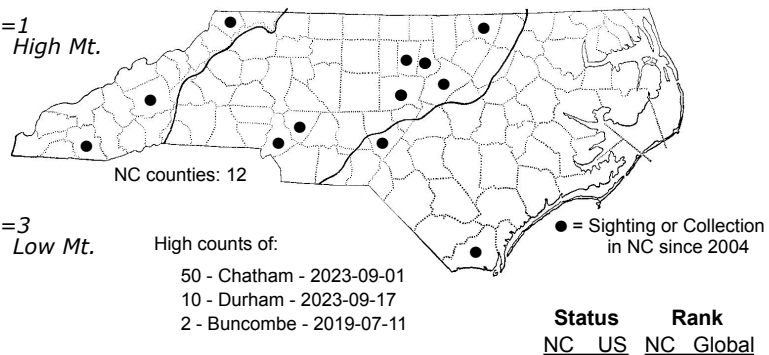 =1
High Mt.
NC counties: 12
=3
Low Mt.
High counts of:
50 - Chatham - 2023-09-01
10 - Durham - 2023-09-17
2 - Buncombe - 2019-07-11
● = Sighting or Collection
in NC since 2004
Status Rank
NC US NC Global